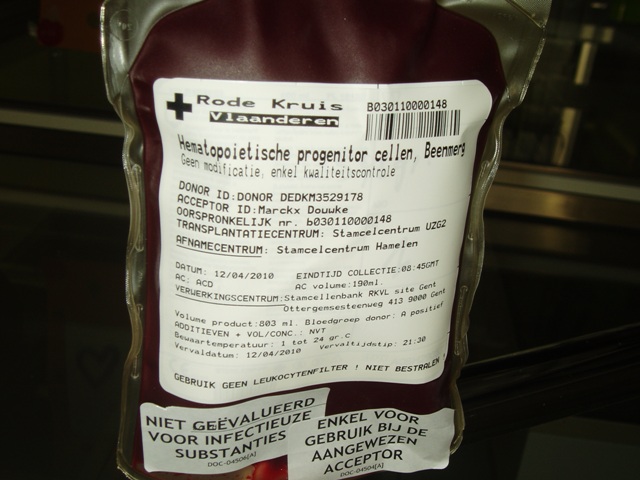 Rode Kruis
Vlaanderen
B030110000148
Hematopoietische progenitor cellen, Beenmerg
Geen modificatie, enkel kwaliteitscontrole
DONOR ID:DONOR DEDKM3529178
ACCEPTOR ID:Marckx Douwke
OORSPRONKELIJK nr. b030110000148
TRANSPLANTATIECENTRUM: Stamcelcentrum UZG2
AFNAMECENTRUM: Stamcelcentrum Hamelen
DATUM: 12/04/2010 EINDTIJD COLLECTIE:08:45GMT
AC: ACD AC volume:190ml.
VERWERKINGSCENTRUM:Stamcellenbank RKVL site Gent
Ottergemsesteenweg 413 9000 Gent
Volume product:803 ml. Bloedgroep donor: A positief
ADDITIEVEN + VOL/CONC.: NVT
Bewaartemperatuur: 1 tot 24 gr.C
Vervaldatum: 12/04/2010 Vervaltijdstip: 21:30
GEBRUIK GEEN LEUKOCYTENFILTER ! NIET BESTRALEN !
NIET GEËVALUEERD
VOOR INFECTIEUZE
SUBSTANTIES
DOC-04506(A)
ENKEL VOOR
GEBRUIK BIJ DE
AANGEWEZEN
ACCEPTOR
DOC-04504(A)